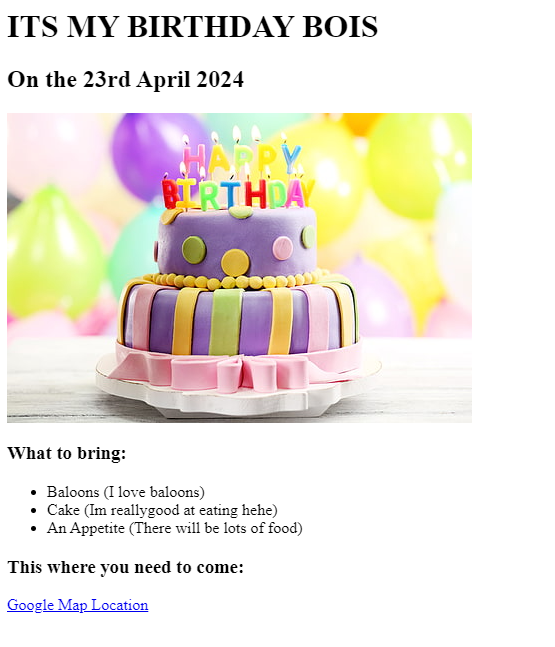 ITS MY BIRTHDAY BOIS
On the 23rd April 2024
HAPPY
BIRTHDAY
What to bring:
Baloons (I love baloons)
Cake (Im reallygood at eating hehe)
An Appetite (There will be lots of food)
This where you need to come:
Google Map Location